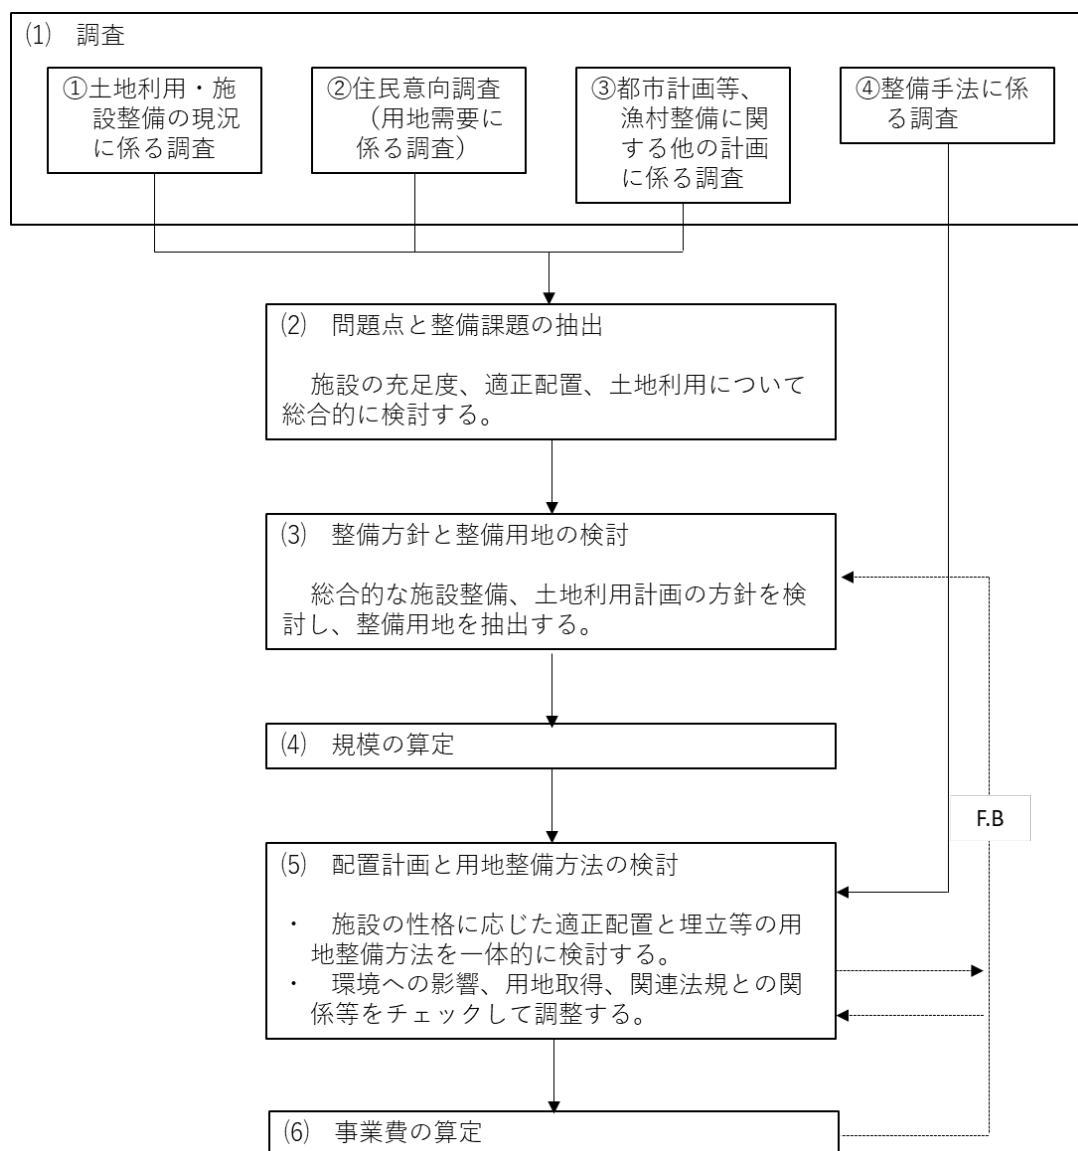 ⑴　調査
①土地利用・施
設整備の現況
に係る調査
②住民意向調査
（用地需要に
係る調査）
③都市計画等、
漁村整備に関
する他の計画
に係る調査
④整備手法に係
る調査
⑵　問題点と整備課題の抽出
施設の充足度、適正配置、土地利用について
総合的に検討する。
⑶　整備方針と整備用地の検討
総合的な施設整備、土地利用計画の方針を検
討し、整備用地を抽出する。
⑷　規模の算定
F.B
⑸　配置計画と用地整備方法の検討
・　施設の性格に応じた適正配置と埋立等の用
地整備方法を一体的に検討する。
・　環境への影響、用地取得、関連法規との関
係等をチェックして調整する。
⑹　事業費の算定